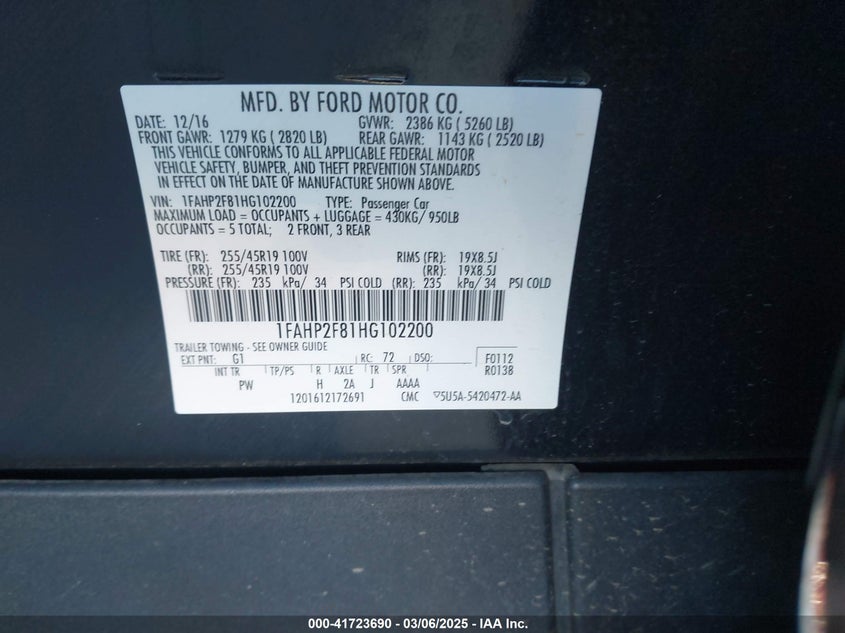 MFD. BY FORD MOTOR CO.
DATE: 12/16 GVWR: 2386 KG ( 5260 LB)
FRONT GAWR: 1279 KG ( 2820 LB) REAR GAWR: 1143 KG ( 2520 LB)
THIS VEHICLE CONFORMS TO ALL APPLICABLE FEDERAL MOTOR
VEHICLE SAFETY, BUMPER, AND THEFT PREVENTION STANDARDS
IN EFFECT ON THE DATE OF MANUFACTURE SHOWN ABOVE.
VIN: 1FAHP2F81HG102200 TYPE: Passenger Car
MAXIMUM LOAD = OCCUPANTS + LUGGAGE = 430KG/ 950LB
OCCUPANTS = 5 TOTAL; 2 FRONT, 3 REAR
TIRE (FR): 255/45R19 100V RIMS (FR): 19X8.5J
(RR): 255/45R19 100V (RR): 19X8.5J
PRESSURE (FR): 235 kPa/ 34 PSI COLD (RR): 235 kPa/ 34 PSI COLD
1FAHP2F81HG102200
TRAILER TOWING - SEE OWNER GUIDE
EXT PNT: G1 RC: 72 DSO: F0112
INT TR TP/PS R AXLE TR SPR R0138
PW H 2A J AAAA
1201612172691 CMC 5U5A-5420472-AA
000-41723690 - 03/06/2025 - IAA Inc.